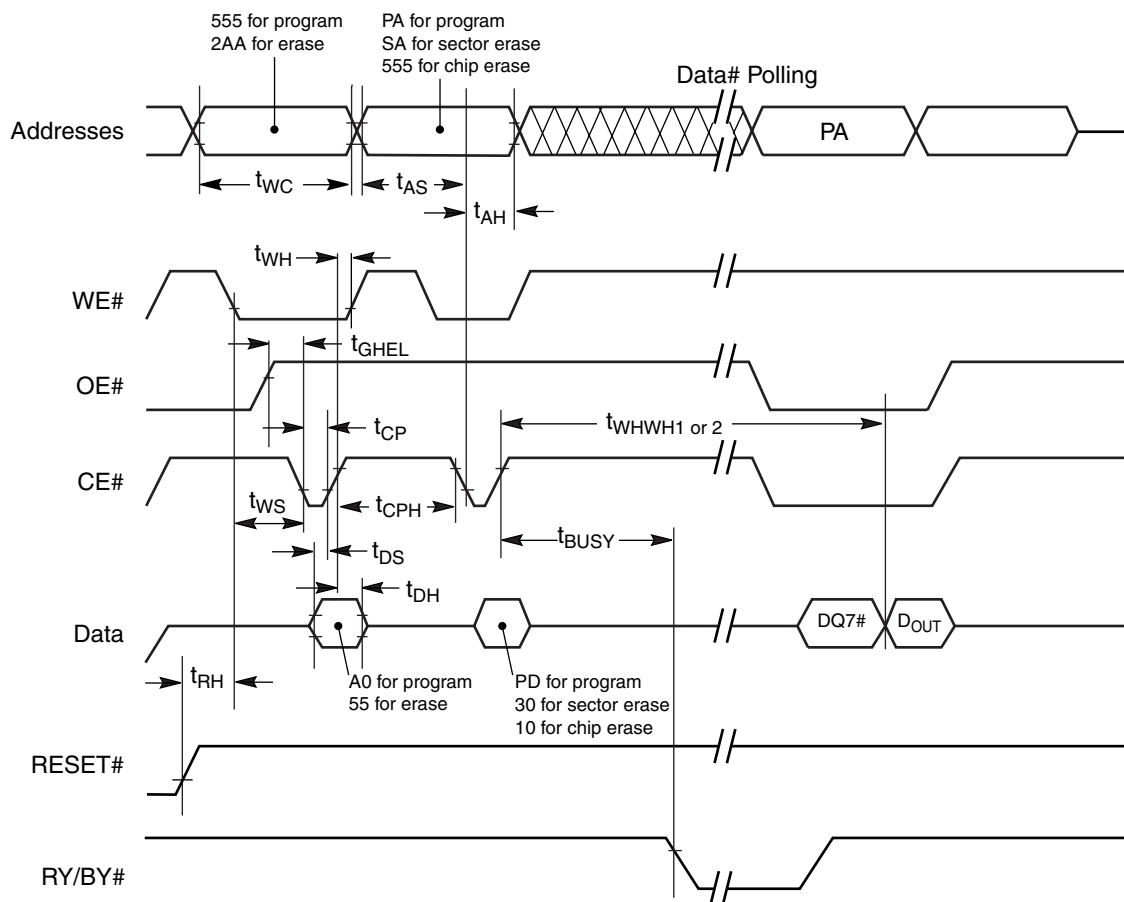 555 for program
2AA for erase
PA for program
SA for sector erase
555 for chip erase
Data# Polling
Addresses
PA
tWC
tAS
tAH
tWH
WE#
tGHEL
OE#
tWHWH1 or 2
tCP
CE#
tWS
tCPH
tBUSY
tDS
tDH
Data
DQ7#
DOUT
tRH
A0 for program
55 for erase
PD for program
30 for sector erase
10 for chip erase
RESET#
RY/BY#